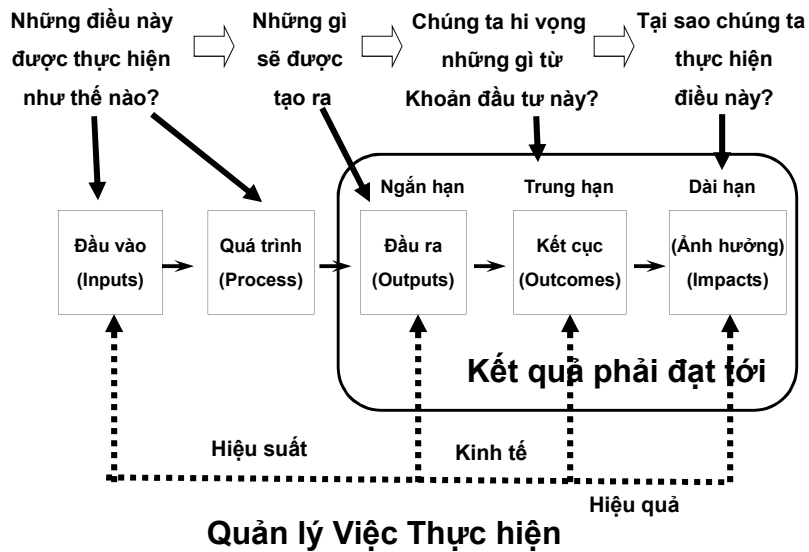 Những điều này
được thực hiện
như thế nào?
Những gì
sẽ được
tạo ra
Chúng ta hi vọng
những gì từ
Khoản đầu tư này?
Tại sao chúng ta
thực hiện
điều này?
Ngắn hạn
Trung hạn
Dài hạn
Đầu vào
(Inputs)
Quá trình
(Process)
Đầu ra
(Outputs)
Kết cục
(Outcomes)
(Ảnh hưởng)
(Impacts)
Kết quả phải đạt tới
Hiệu suất
Kinh tế
Hiệu quả
Quản lý Việc Thực hiện